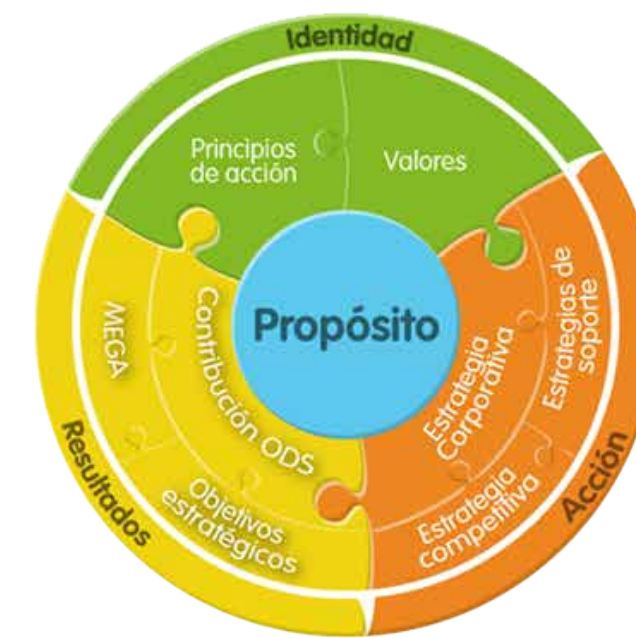 Identidad
Principios
de acción
Valores
Propósito
Estrategias de
soporte
Estrategia
Corporativa
Estrategia
competitiva
Acción
MEGA
Contribución ODS
Objetivos
estratégicos
Resultados